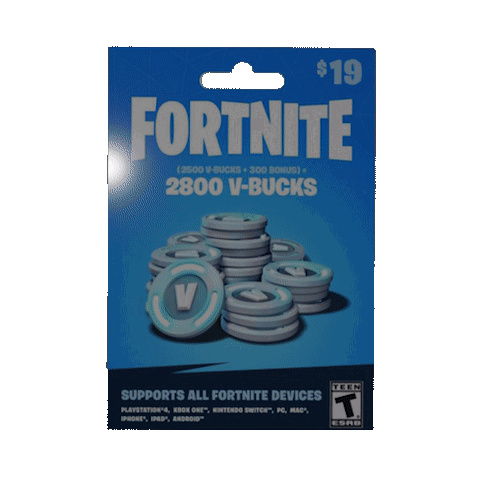 $19
FORTNITE
(2500 V-BUCKS + 300 BONUS) =
2800 V-BUCKS
V
V
SUPPORTS ALL FORTNITE DEVICES
PLAYSTATION®4, XBOX ONE™, NINTENDO SWITCH™, PC, MAC®,
IPHONE®, IPAD®, ANDROID™
TEEN
T
ESRB